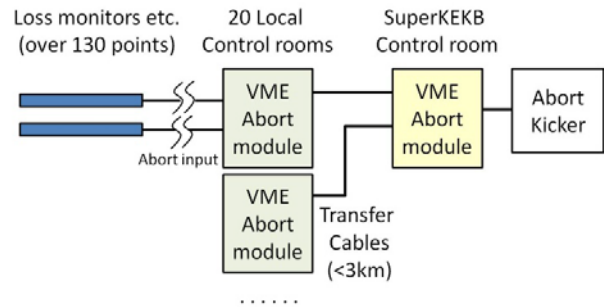 Loss monitors etc.
(over 130 points)
20 Local
Control rooms
SuperKEKB
Control room
VME
Abort
module
VME
Abort
module
Abort
Kicker
Abort input
VME
Abort
module
Transfer
Cables
(<3km)
. . . . . .